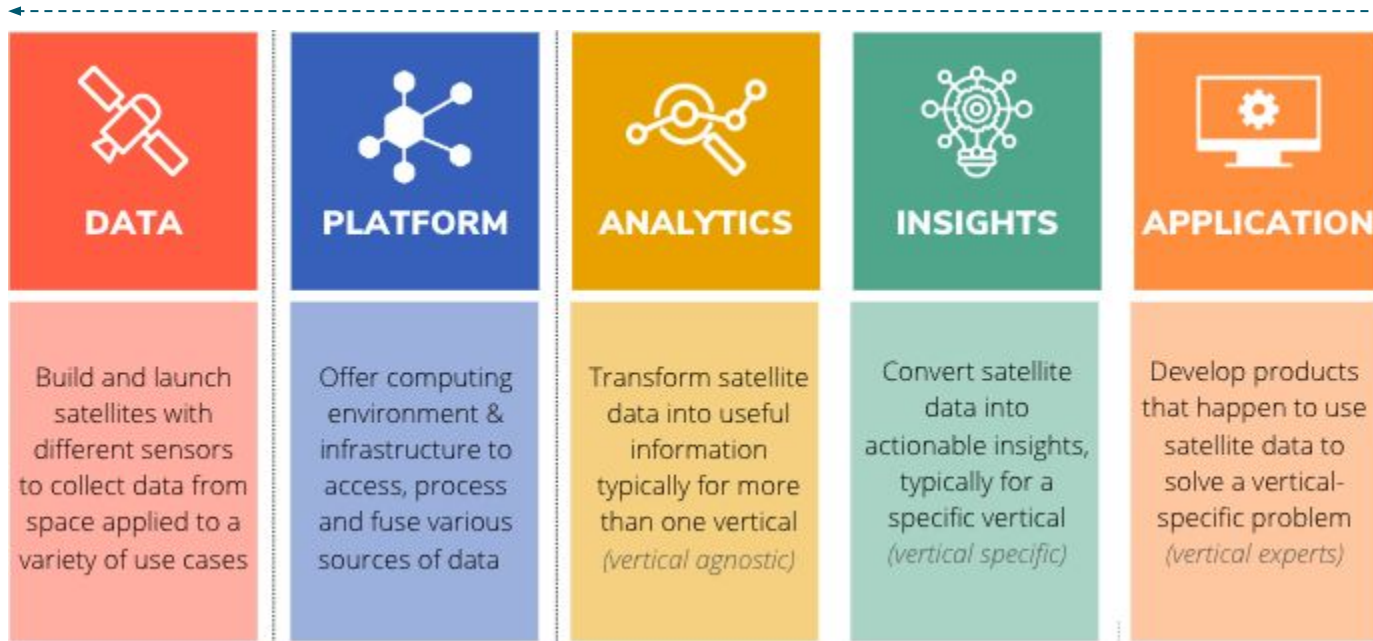 DATA
Build and launch
satellites with
different sensors
to collect data from
space applied to a
variety of use cases
PLATFORM
Offer computing
environment &
infrastructure to
access, process
and fuse various
sources of data
ANALYTICS
Transform satellite
data into useful
information
typically for more
than one vertical
(vertical agnostic)
INSIGHTS
Convert satellite
data into
actionable insights,
typically for a
specific vertical
(vertical specific)
APPLICATION
Develop products
that happen to use
satellite data to
solve a vertical-
specific problem
(vertical experts)